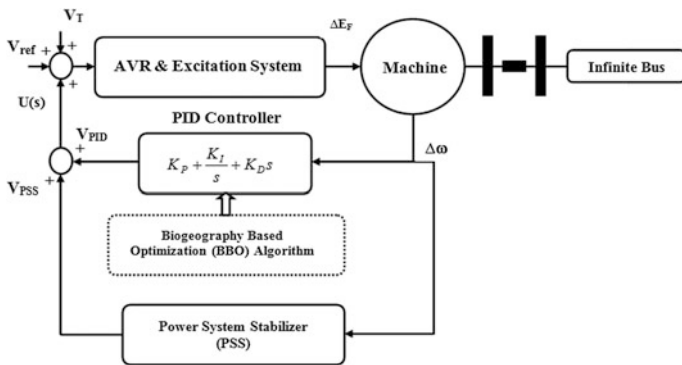 V_T
ΔE_F
V_ref
+
+
+
AVR & Excitation System
Machine
Infinite Bus
U(s)
PID Controller
V_PID
+
Δω
K_P + K_I/s + K_D s
V_PSS +
Biogeography Based
Optimization (BBO) Algorithm
Power System Stabilizer
(PSS)